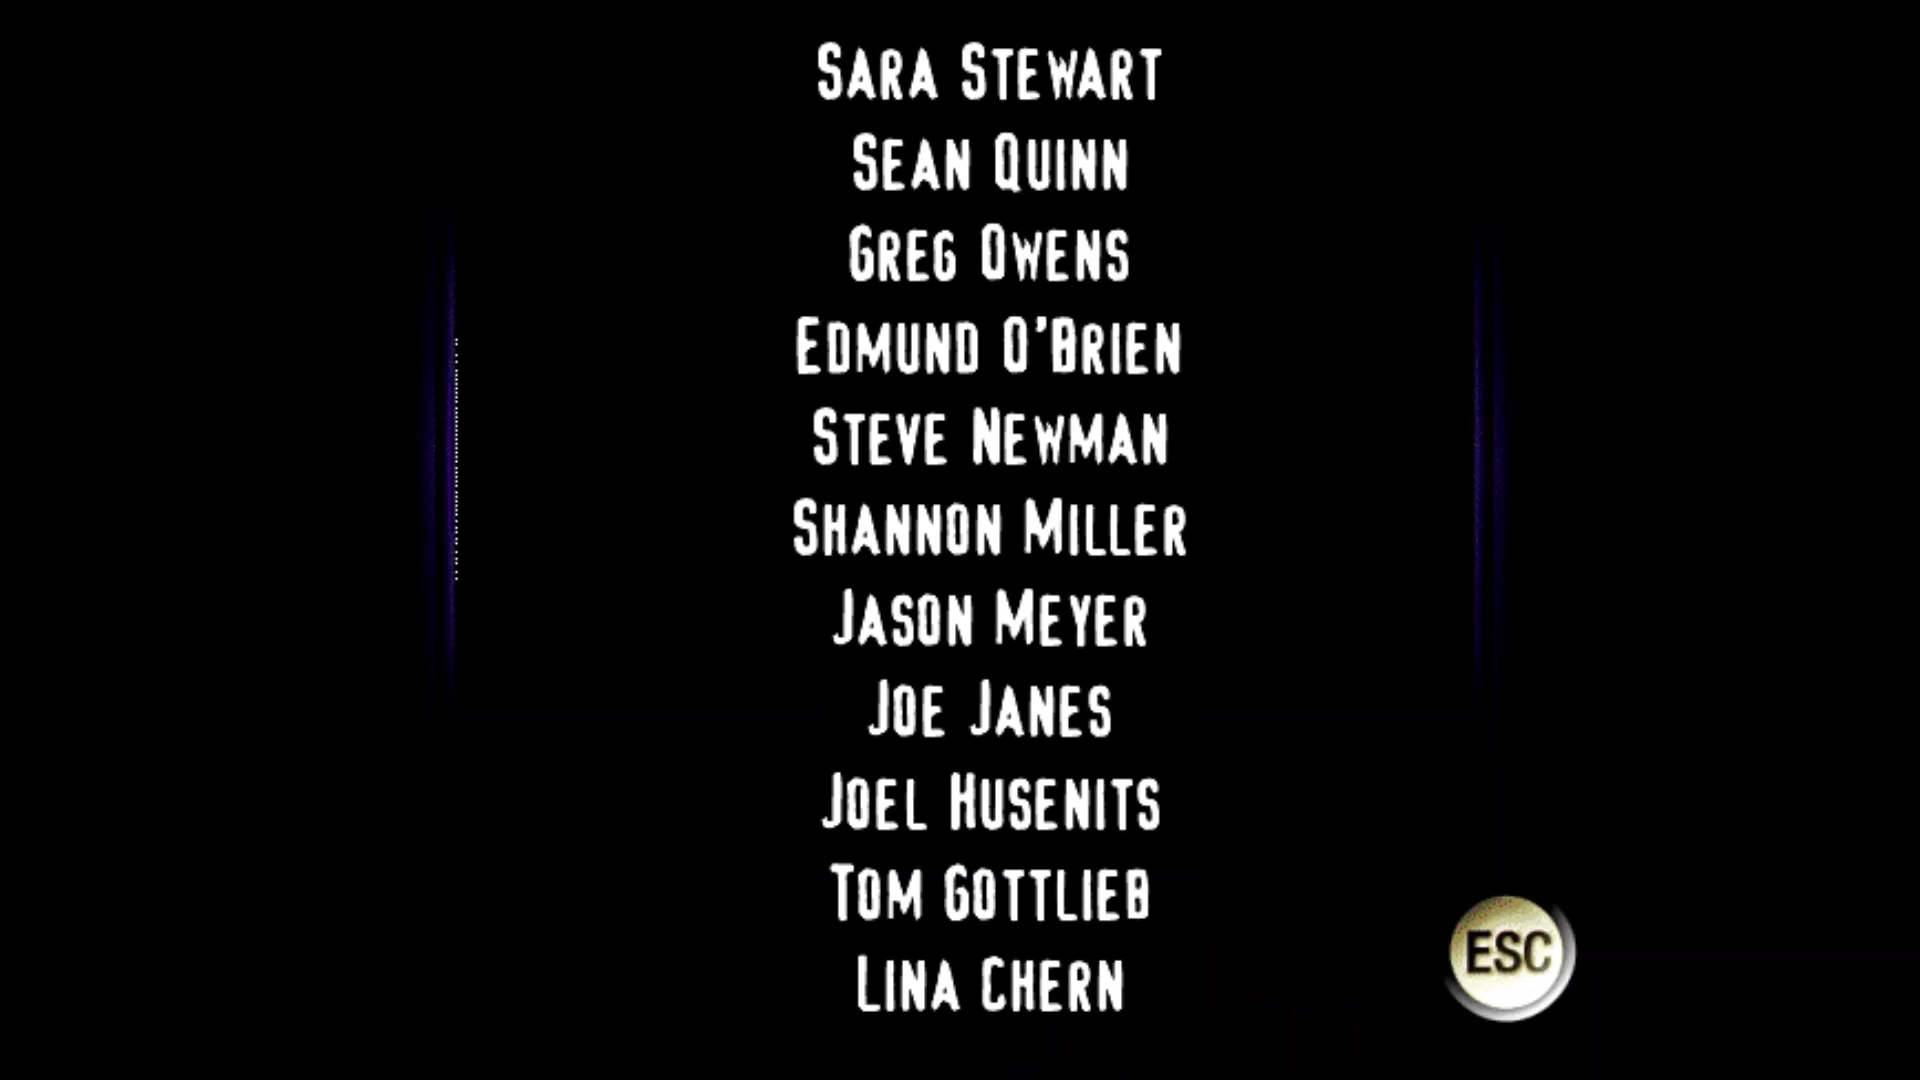 Sara Stewart
Sean Quinn
Greg Owens
Edmund O'Brien
Steve Newman
Shannon Miller
Jason Meyer
Joe Janes
Joel Husenits
Tom Gottlieb
Lina Chern
ESC